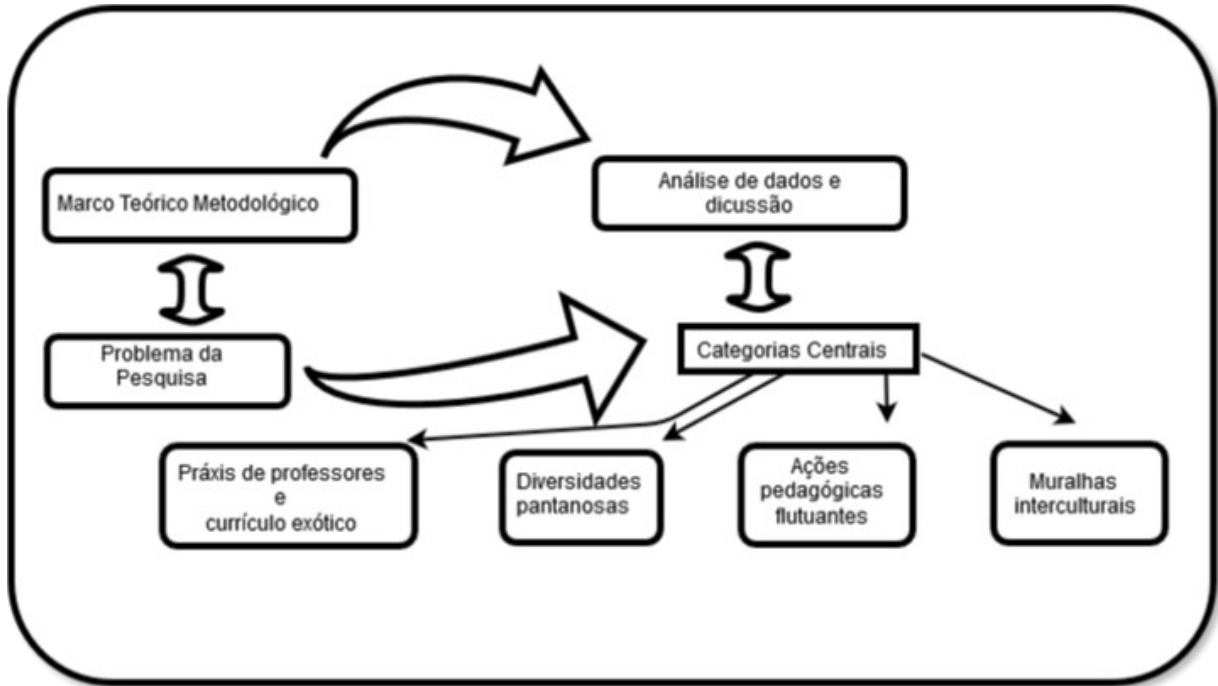 Marco Teórico Metodológico
Análise de dados e
dicussão
Problema da
Pesquisa
Categorias Centrais
Práxis de professores
e
currículo exótico
Diversidades
pantanosas
Ações
pedagógicas
flutuantes
Muralhas
interculturais